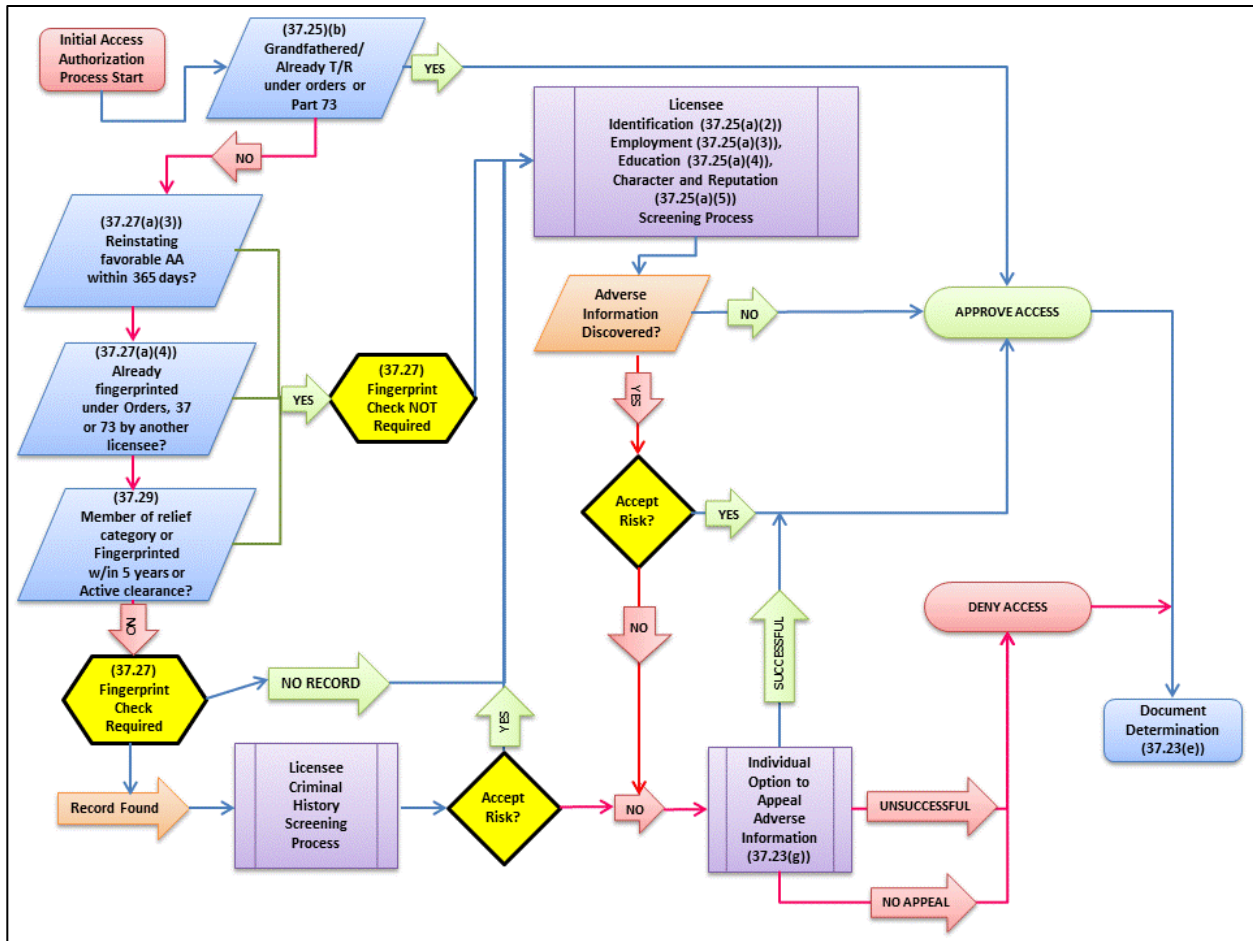 Initial Access
Authorization
Process Start
(37.25)(b)
Grandfathered/
Already T/R
under orders or
Part 73
YES
NO
(37.27(a)(3))
Reinstating
favorable AA
within 365 days?
(37.27(a)(4))
Already
fingerprinted
under Orders, 37
or 73 by another
licensee?
(37.29)
Member of relief
category or
Fingerprinted
w/in 5 years or
Active clearance?
YES
(37.27)
Fingerprint
Check NOT
Required
NO
(37.27)
Fingerprint
Check
Required
NO RECORD
Record Found
Licensee
Criminal
History
Screening
Process
Accept
Risk?
YES
NO
Licensee
Identification (37.25(a)(2))
Employment (37.25(a)(3)),
Education (37.25(a)(4)),
Character and Reputation
(37.25(a)(5))
Screening Process
Adverse
Information
Discovered?
NO
YES
Accept
Risk?
YES
NO
SUCCESSFUL
Individual
Option to
Appeal
Adverse
Information
(37.23(g))
UNSUCCESSFUL
NO APPEAL
APPROVE ACCESS
DENY ACCESS
Document
Determination
(37.23(e))